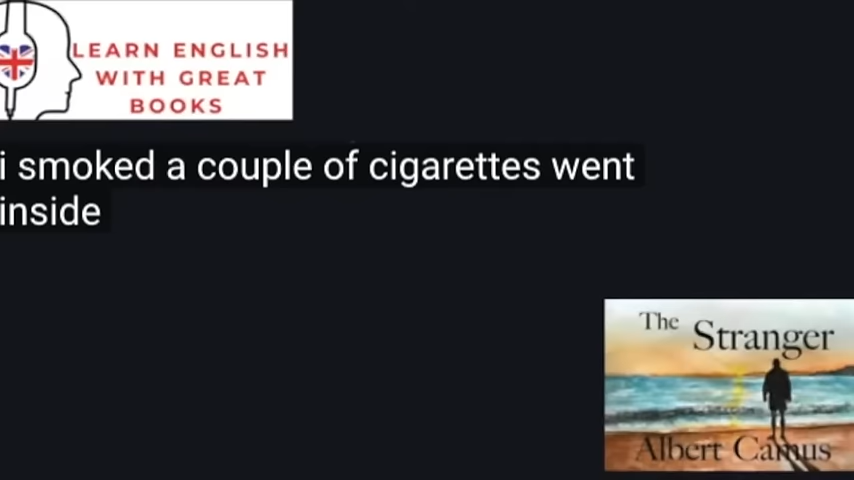 LEARN ENGLISH
WITH GREAT
BOOKS
i smoked a couple of cigarettes went
inside
The Stranger
Albert Camus